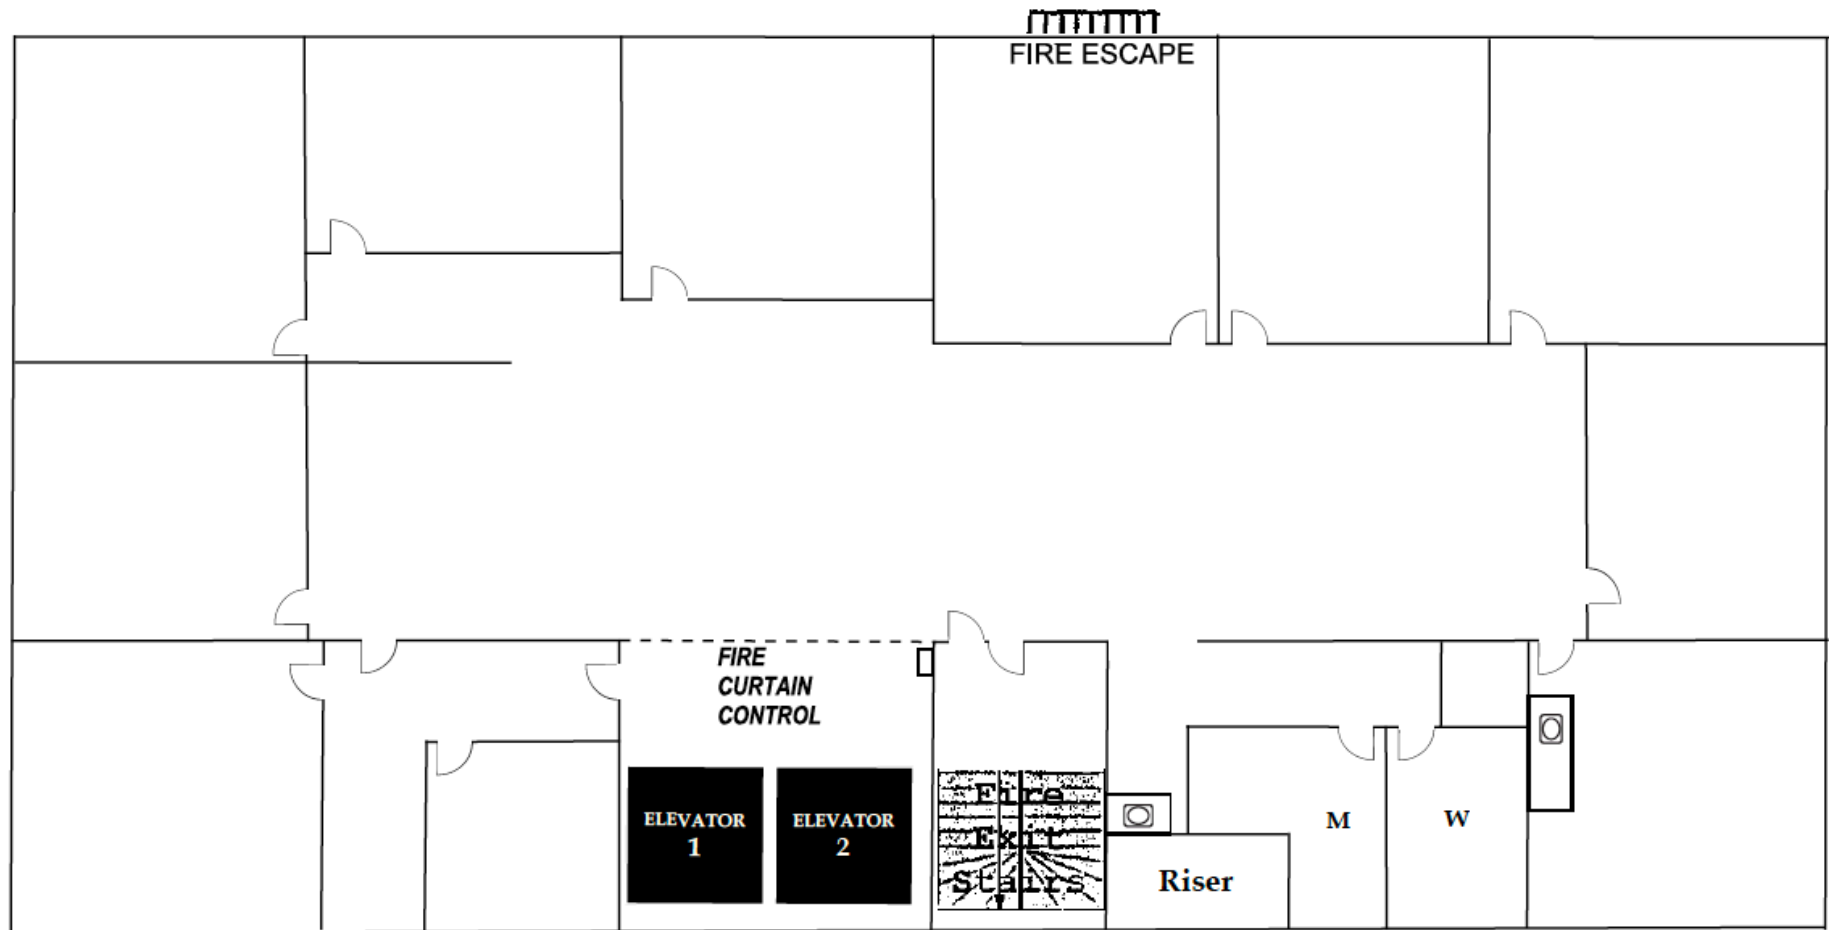 FIRE ESCAPE
FIRE
CURTAIN
CONTROL
ELEVATOR
1
ELEVATOR
2
Fire
Exit
Stairs
M
W
Riser